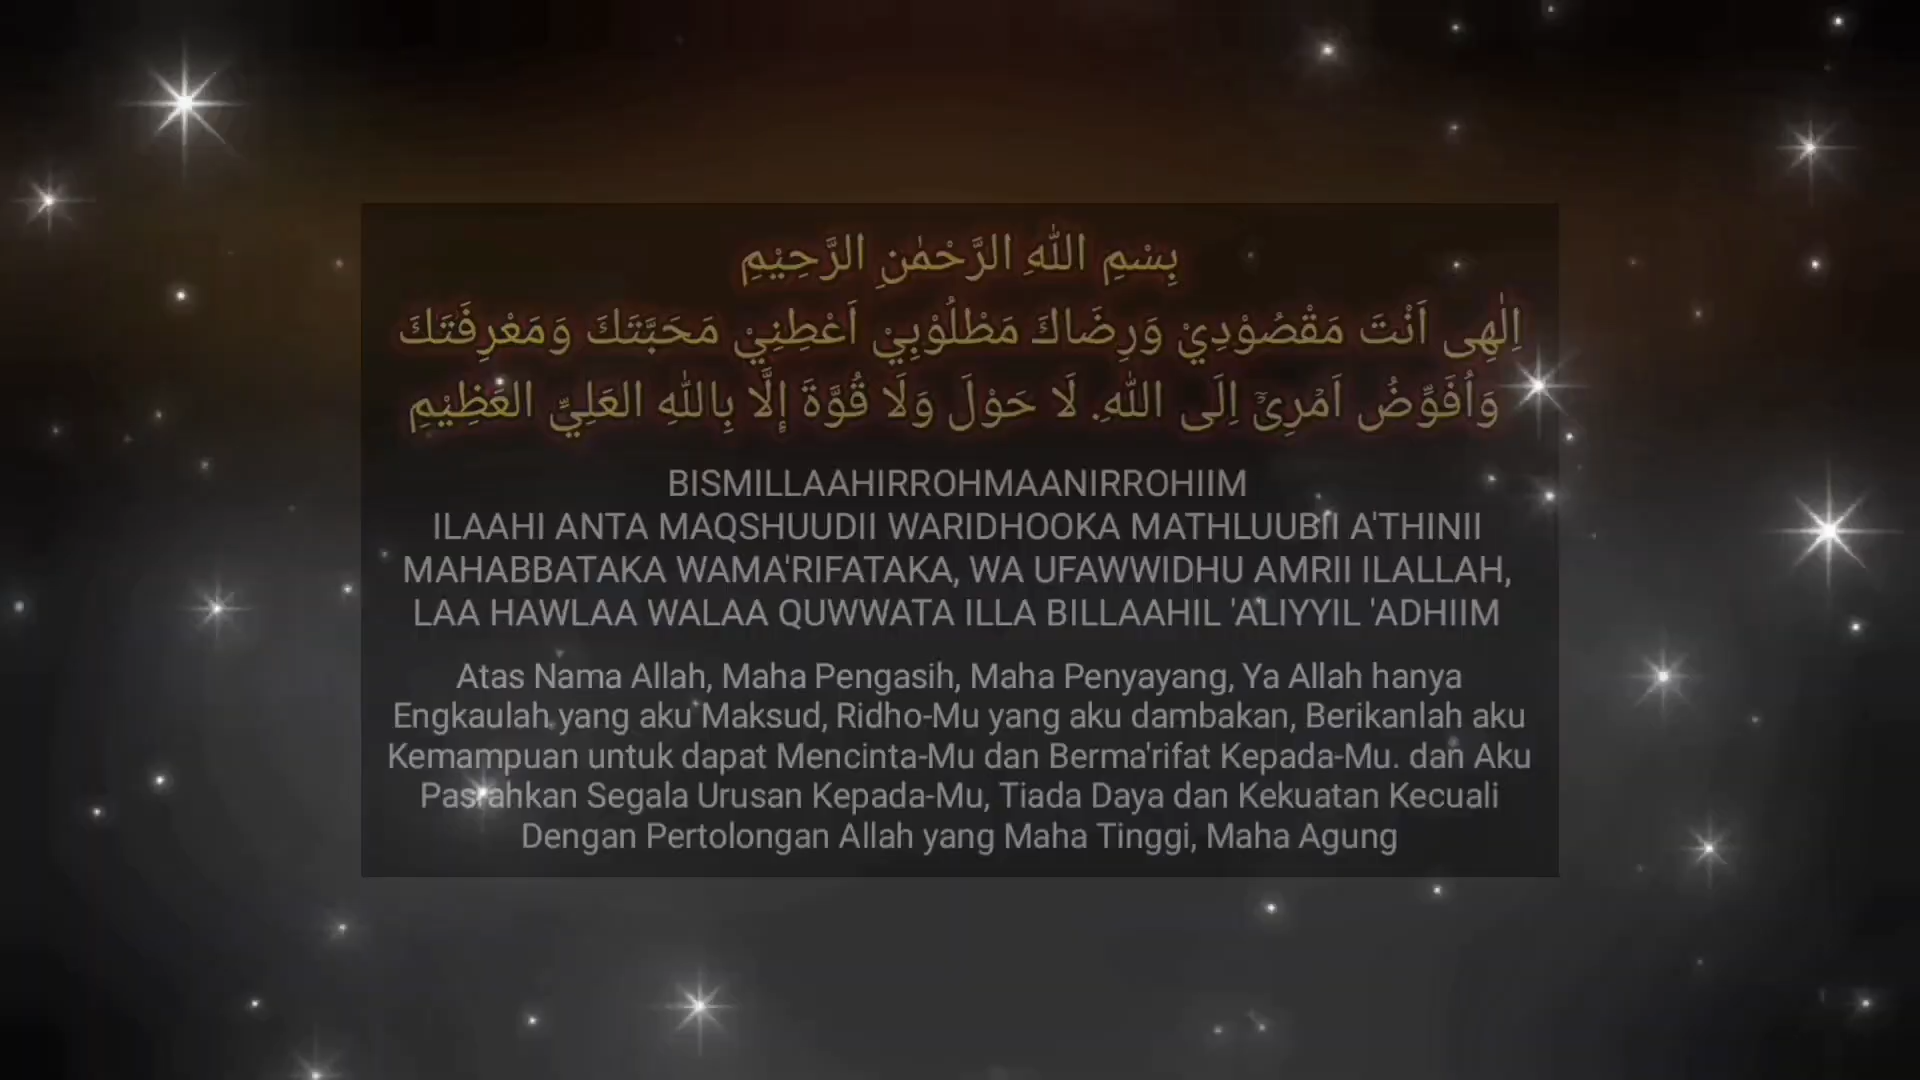 بِسْمِ اللّٰهِ الرَّحْمٰنِ الرَّحِيْمِ
اِلٰهِى اَنْتَ مَقْصُوْدِيْ وَرِضَاكَ مَطْلُوْبِيْ اَعْطِنِيْ مَحَبَّتَكَ وَمَعْرِفَتَكَ
وَاُفَوِّضُ اَمْرِىْٓ اِلَى اللّٰهِ. لَا حَوْلَ وَلَا قُوَّةَ إِلَّا بِاللّٰهِ العَلِيِّ العَظِيْمِ
BISMILLAAHIRROHMAANIRROHIIM
ILAAHI ANTA MAQSHUUDII WARIDHOOKA MATHLUUBII A'THINII
MAHABBATAKA WAMA'RIFATAKA, WA UFAWWIDHU AMRII ILALLAH,
LAA HAWLAA WALAA QUWWATA ILLA BILLAAHIL 'ALIYYIL 'ADHIIM
Atas Nama Allah, Maha Pengasih, Maha Penyayang, Ya Allah hanya
Engkaulah yang aku Maksud, Ridho-Mu yang aku dambakan, Berikanlah aku
Kemampuan untuk dapat Mencinta-Mu dan Berma'rifat Kepada-Mu. dan Aku
Pasrahkan Segala Urusan Kepada-Mu, Tiada Daya dan Kekuatan Kecuali
Dengan Pertolongan Allah yang Maha Tinggi, Maha Agung